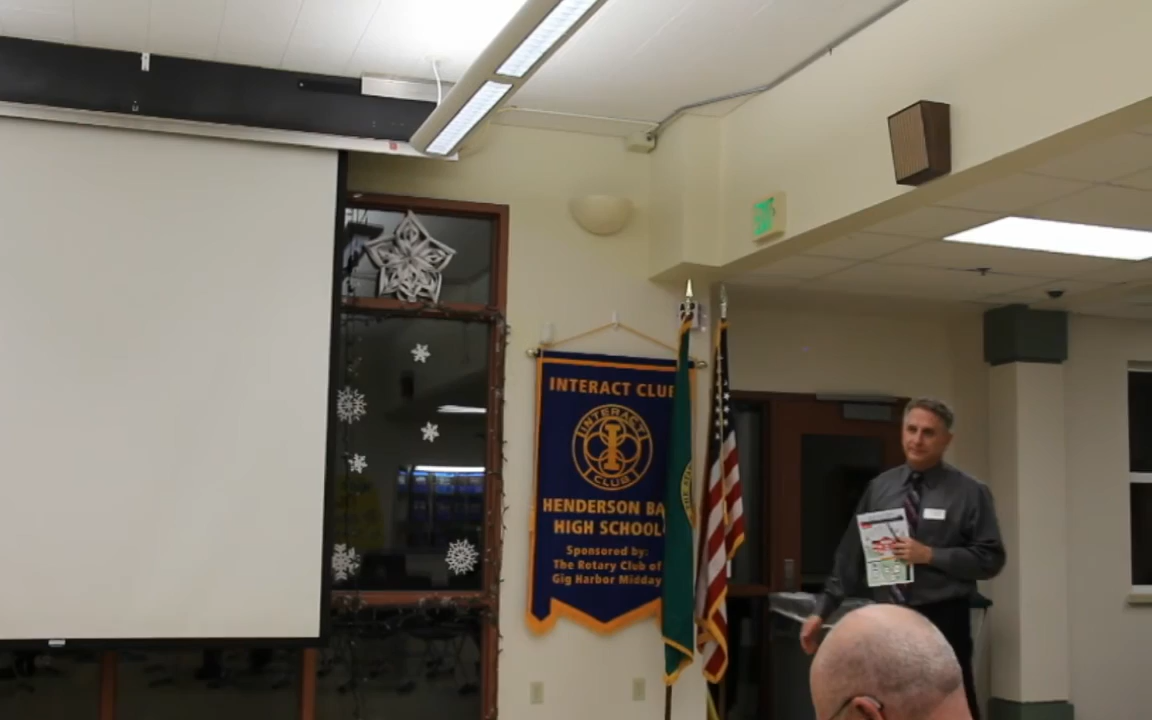 INTERACT CLUB
INTERACT
CLUB
HENDERSON BA
HIGH SCHOOL
Sponsored by:
The Rotary Club of
Gig Harbor Midday